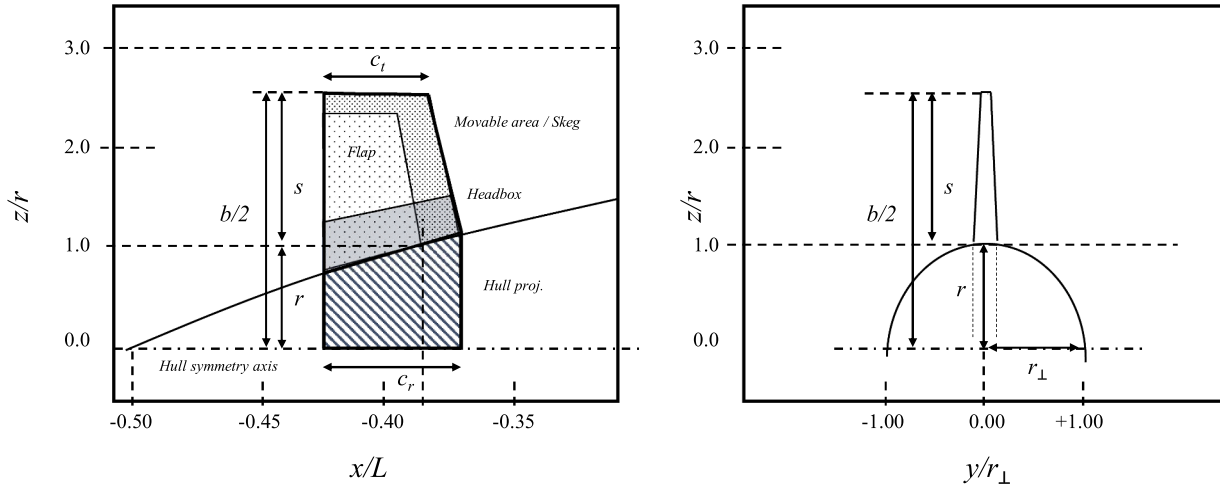 3.0
2.0
1.0
0.0
z/r
c_t
Movable area / Skeg
Flap
Headbox
s
b/2
r
Hull proj.
Hull symmetry axis
c_r
-0.50
-0.45
-0.40
-0.35
x/L
3.0
2.0
1.0
0.0
z/r
s
b/2
r
r⊥
-1.00
0.00
+1.00
y/r⊥